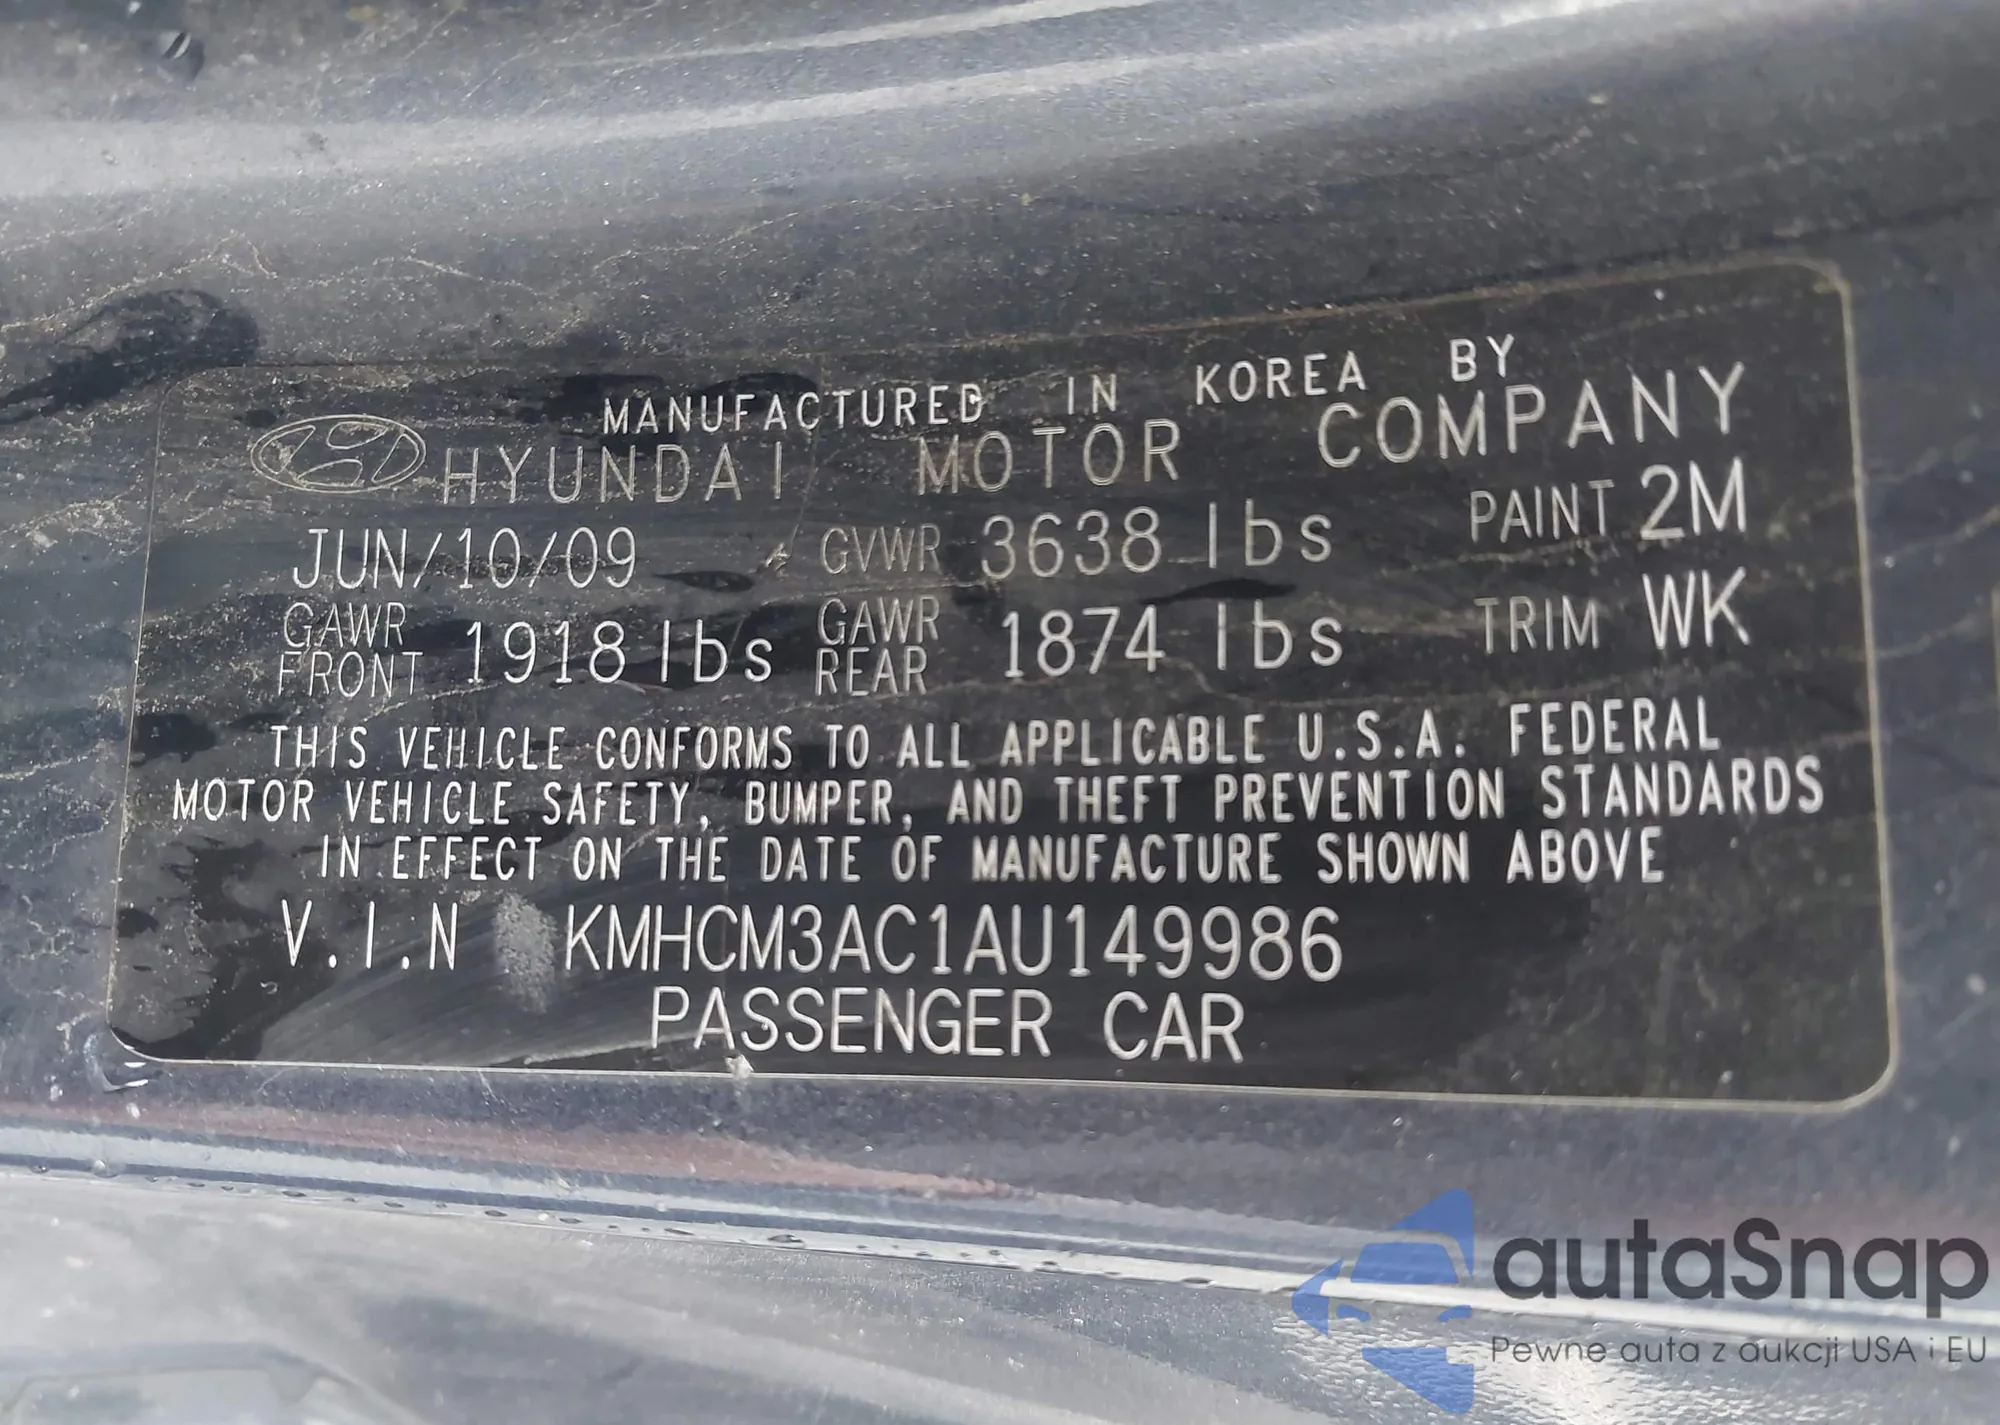 MANUFACTURED IN KOREA BY
HYUNDAI MOTOR COMPANY
JUN/10/09 GVWR 3638 lbs PAINT 2M
GAWR FRONT 1918 lbs GAWR REAR 1874 lbs TRIM WK
THIS VEHICLE CONFORMS TO ALL APPLICABLE U.S.A. FEDERAL
MOTOR VEHICLE SAFETY, BUMPER, AND THEFT PREVENTION STANDARDS
IN EFFECT ON THE DATE OF MANUFACTURE SHOWN ABOVE
V.I.N KMHCM3AC1AU149986
PASSENGER CAR
autaSnap
Pewne auta z aukcji USA i EU